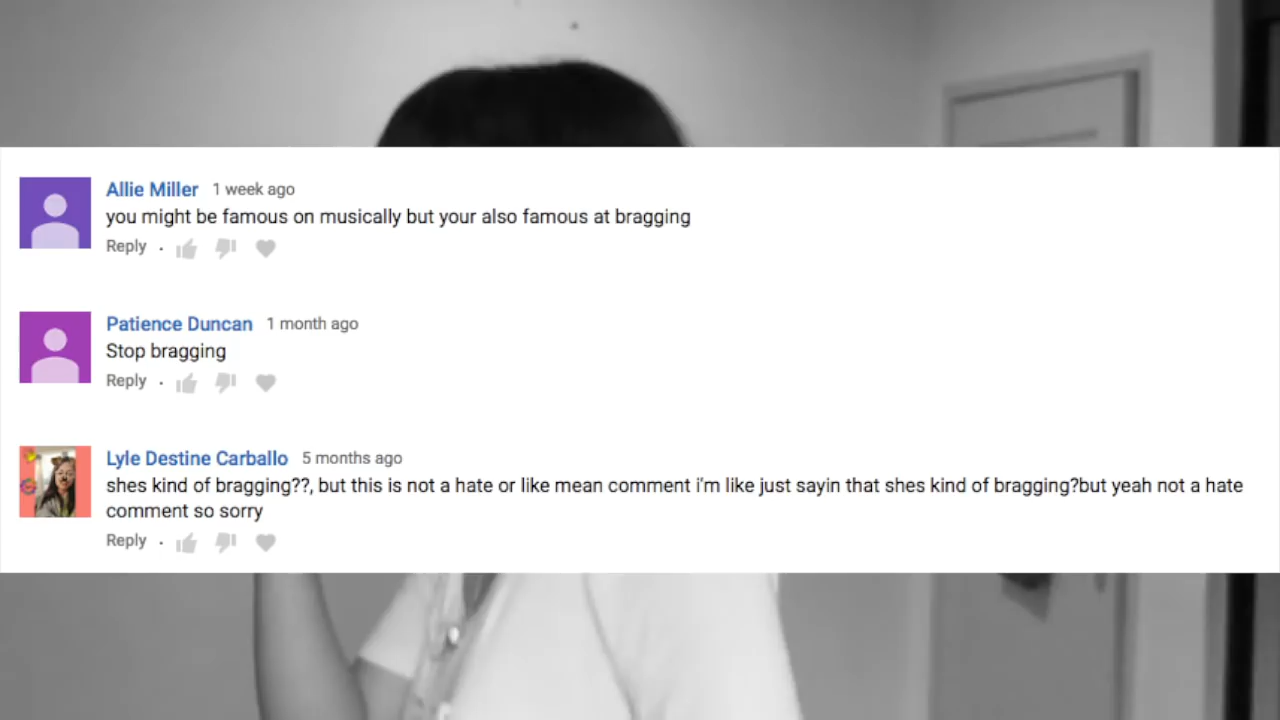 Allie Miller 1 week ago
you might be famous on musically but your also famous at bragging
Reply .
Patience Duncan 1 month ago
Stop bragging
Reply .
Lyle Destine Carballo 5 months ago
shes kind of bragging??, but this is not a hate or like mean comment i'm like just sayin that shes kind of bragging?but yeah not a hate
comment so sorry
Reply .